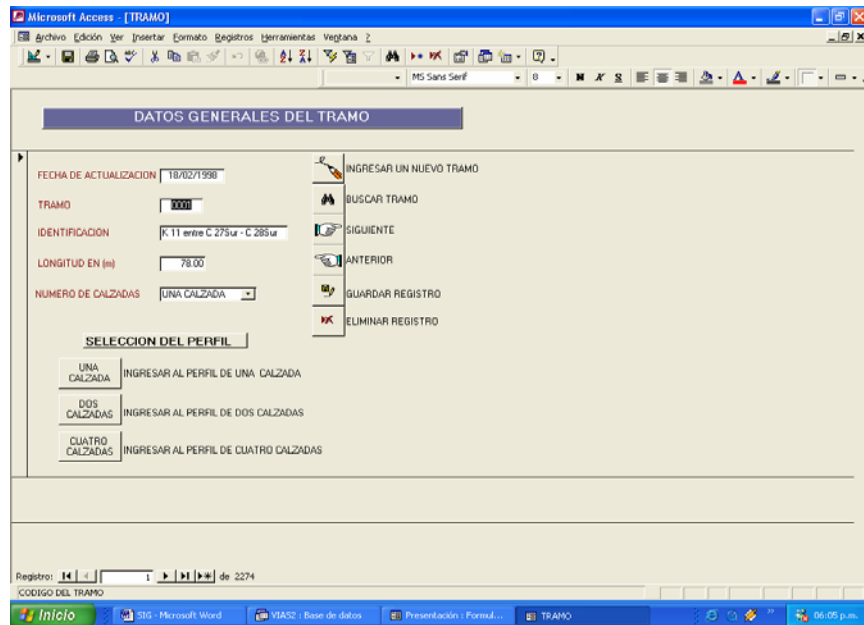 Microsoft Access - [TRAMO]
Archivo Edición Ver Insertar Formato Registros Herramientas Ventana ?
MS Sans Serif 8 N K S
DATOS GENERALES DEL TRAMO
FECHA DE ACTUALIZACION 18/02/1998
INGRESAR UN NUEVO TRAMO
TRAMO 0001
BUSCAR TRAMO
IDENTIFICACION K 11 entre C 27Sur - C 28Sur
SIGUIENTE
LONGITUD EN (m) 78.00
ANTERIOR
NUMERO DE CALZADAS UNA CALZADA
GUARDAR REGISTRO
ELIMINAR REGISTRO
SELECCION DEL PERFIL
UNA CALZADA INGRESAR AL PERFIL DE UNA CALZADA
DOS CALZADAS INGRESAR AL PERFIL DE DOS CALZADAS
CUATRO CALZADAS INGRESAR AL PERFIL DE CUATRO CALZADAS
Registro: 1 de 2274
CODIGO DEL TRAMO
Inicio SIG - Microsoft Word VIAS2 : Base de datos Presentación : Formul... TRAMO 06:05 p.m.